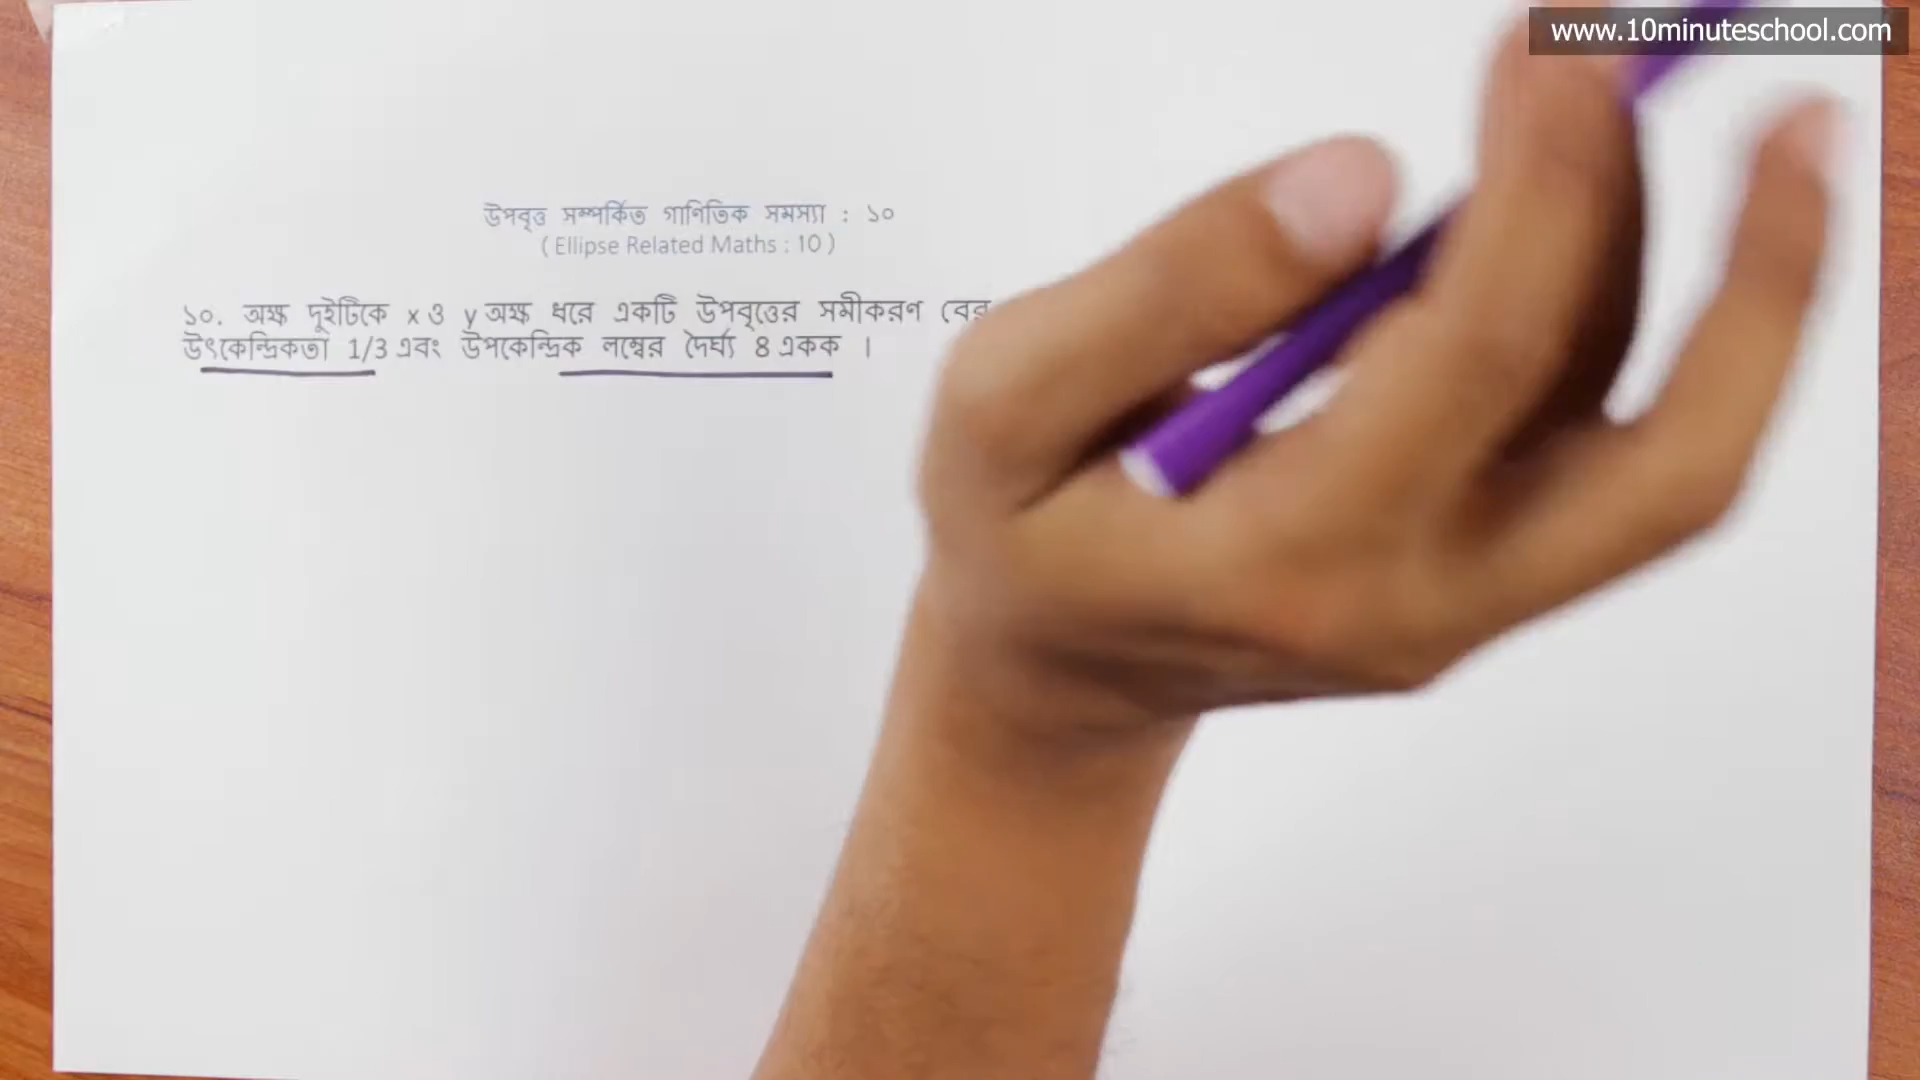 www.10minuteschool.com
উপবৃত্ত সম্পর্কিত গাণিতিক সমস্যা : ১০
( Ellipse Related Maths : 10 )
১০. অক্ষ দুইটিকে x ও y অক্ষ ধরে একটি উপবৃত্তের সমীকরণ
উৎকেন্দ্রিকতা 1/3 এবং উপকেন্দ্রিক লম্বের দৈর্ঘ্য 8 একক ।